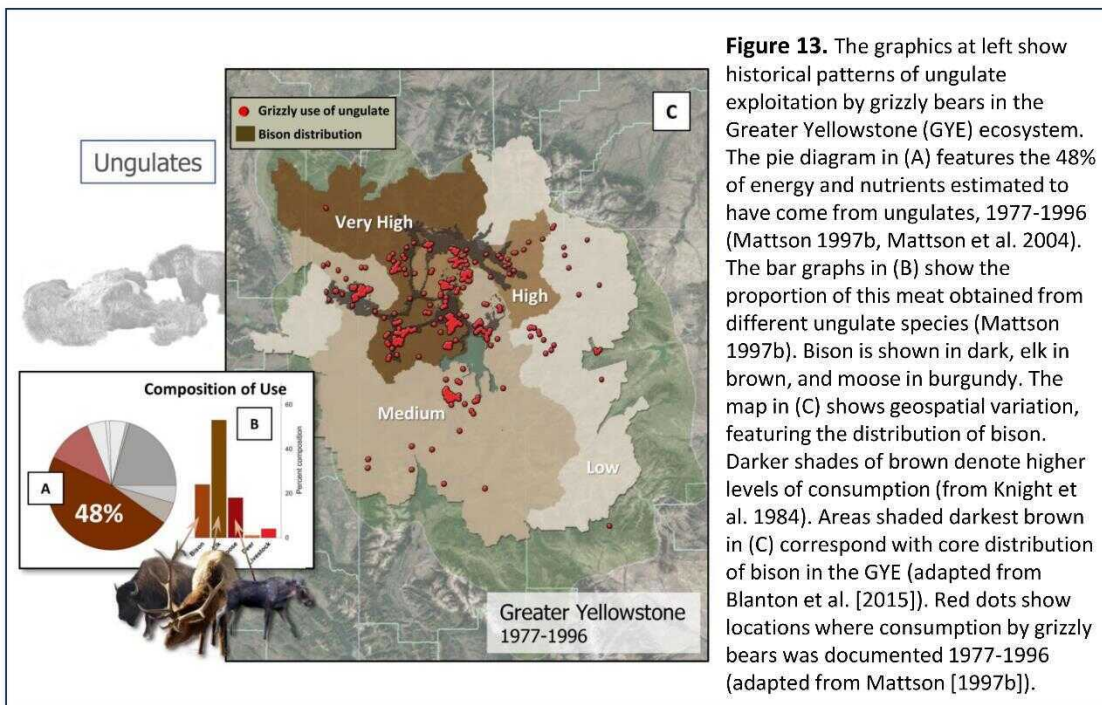 Grizzly use of ungulate
Bison distribution
C
Ungulates
Very High
High
Medium
Low
Composition of Use
B
60
40
20
0
Percent composition
A
48%
Bison
Elk
Moose
Deer
Livestock
Greater Yellowstone
1977-1996
Figure 13. The graphics at left show
historical patterns of ungulate
exploitation by grizzly bears in the
Greater Yellowstone (GYE) ecosystem.
The pie diagram in (A) features the 48%
of energy and nutrients estimated to
have come from ungulates, 1977-1996
(Mattson 1997b, Mattson et al. 2004).
The bar graphs in (B) show the
proportion of this meat obtained from
different ungulate species (Mattson
1997b). Bison is shown in dark, elk in
brown, and moose in burgundy. The
map in (C) shows geospatial variation,
featuring the distribution of bison.
Darker shades of brown denote higher
levels of consumption (from Knight et
al. 1984). Areas shaded darkest brown
in (C) correspond with core distribution
of bison in the GYE (adapted from
Blanton et al. [2015]). Red dots show
locations where consumption by grizzly
bears was documented 1977-1996
(adapted from Mattson [1997b]).